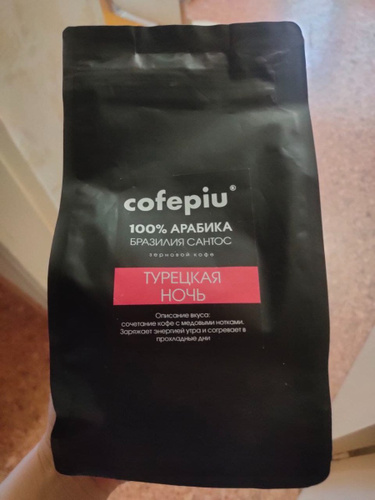 cofepiu®
100% АРАБИКА
БРАЗИЛИЯ САНТОС
зерновой кофе
ТУРЕЦКАЯ
НОЧЬ
Описание вкуса:
сочетание кофе с медовыми нотками.
Заряжает энергией утра и согревает в
прохладные дни